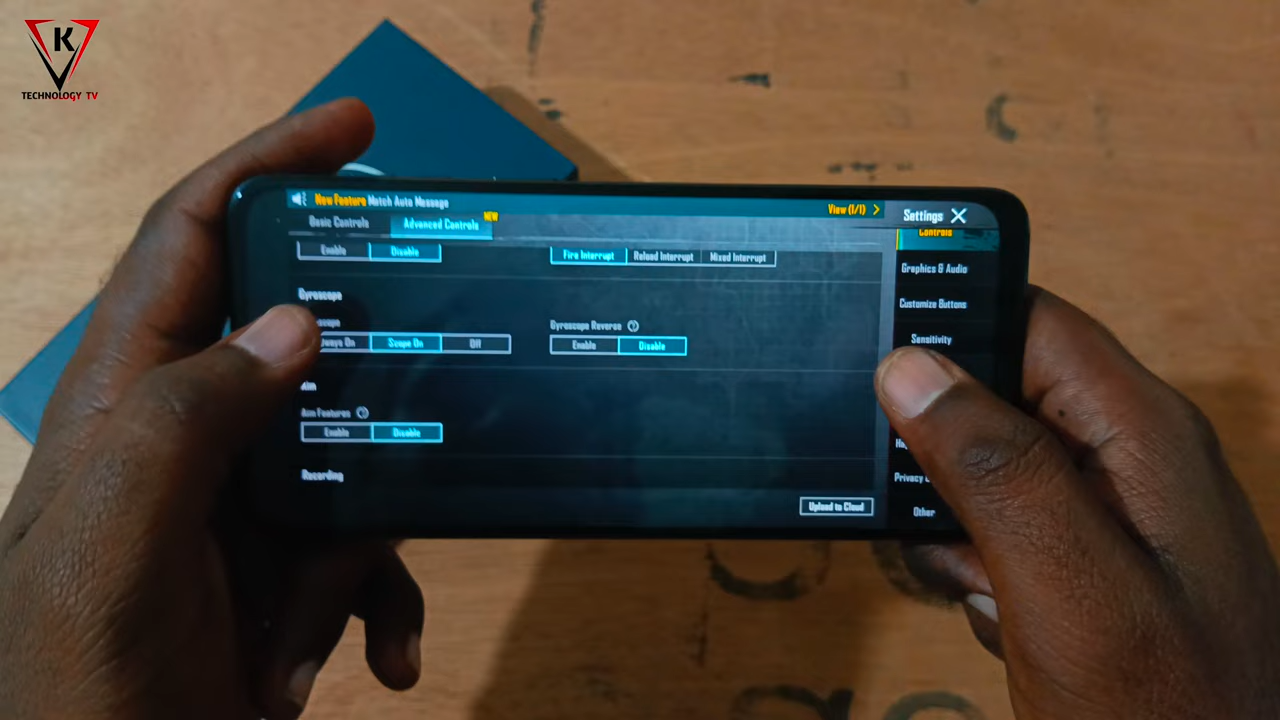 K
TECHNOLOGY TV
New Feature Match Auto Message
View (1/1) >
Settings
Basic Controls
Advanced Controls
NEW
Controls
Enable
Disable
Fire Interrupt
Reload Interrupt
Mixed Interrupt
Graphics & Audio
Gyroscope
Customize Buttons
Gyroscope Reverse
Scope On
Off
Enable
Disable
Sensitivity
Aim Features
Enable
Disable
Recording
Privacy
Upload to Cloud
Other